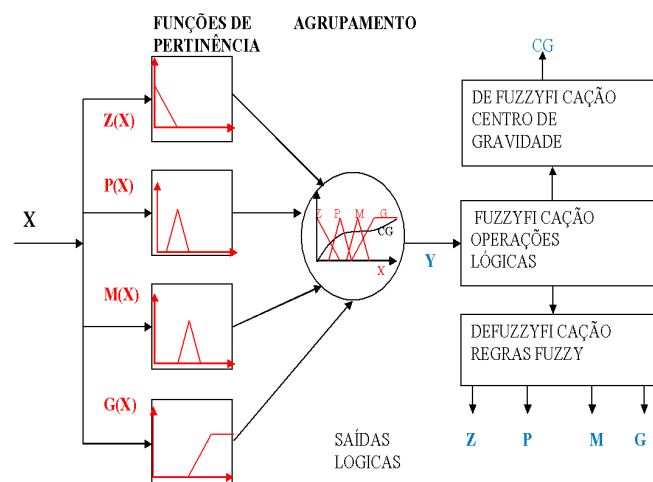 FUNÇÕES DE
PERTINÊNCIA
AGRUPAMENTO
CG
DE FUZZYFI CAÇÃO
CENTRO DE
GRAVIDADE
Z(X)
P(X)
X
Z P M G
CG
X
Y
FUZZYFI CAÇÃO
OPERAÇÕES
LÓGICAS
M(X)
DEFUZZYFI CAÇÃO
REGRAS FUZZY
G(X)
SAÍDAS
LOGICAS
Z P M G